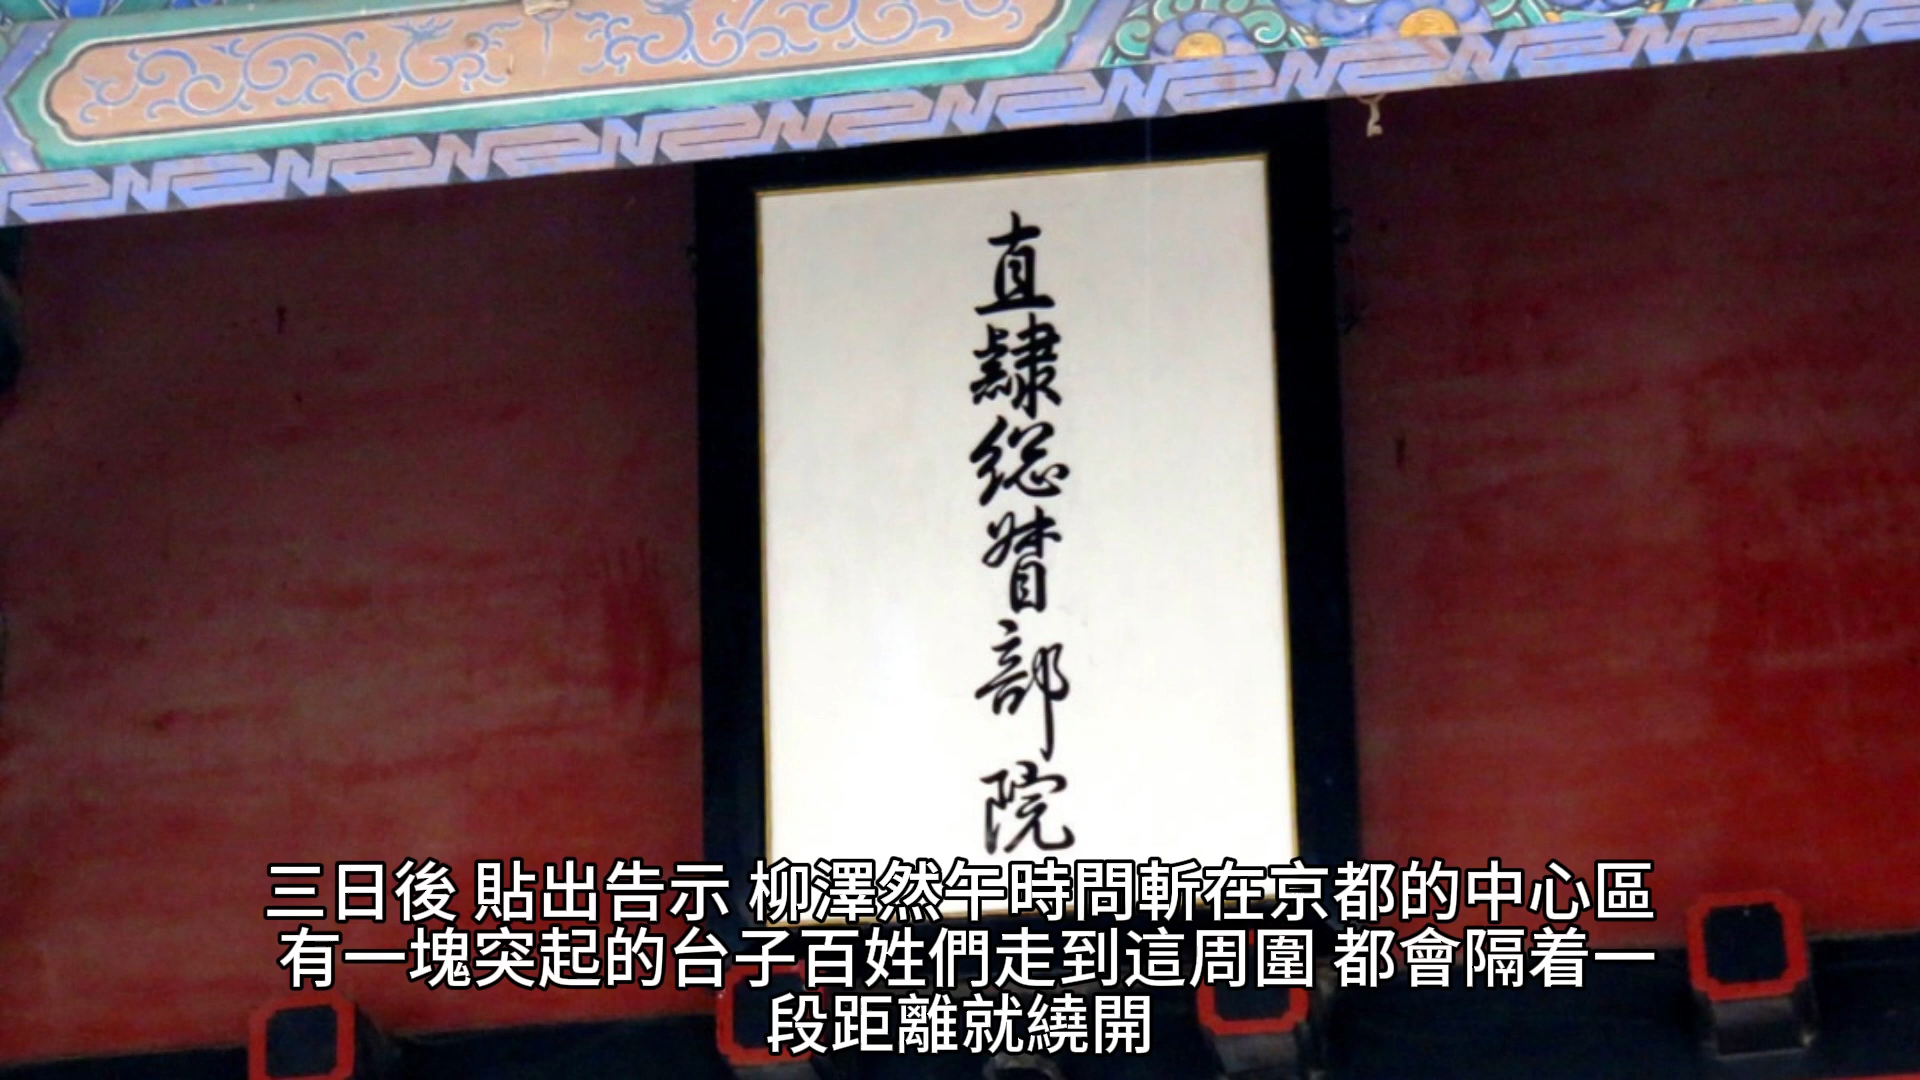 直隸總督部院
三日後 貼出告示 柳澤然午時問斬在京都的中心區
有一塊突起的台子百姓們走到這周圍 都會隔着一
段距離就繞開